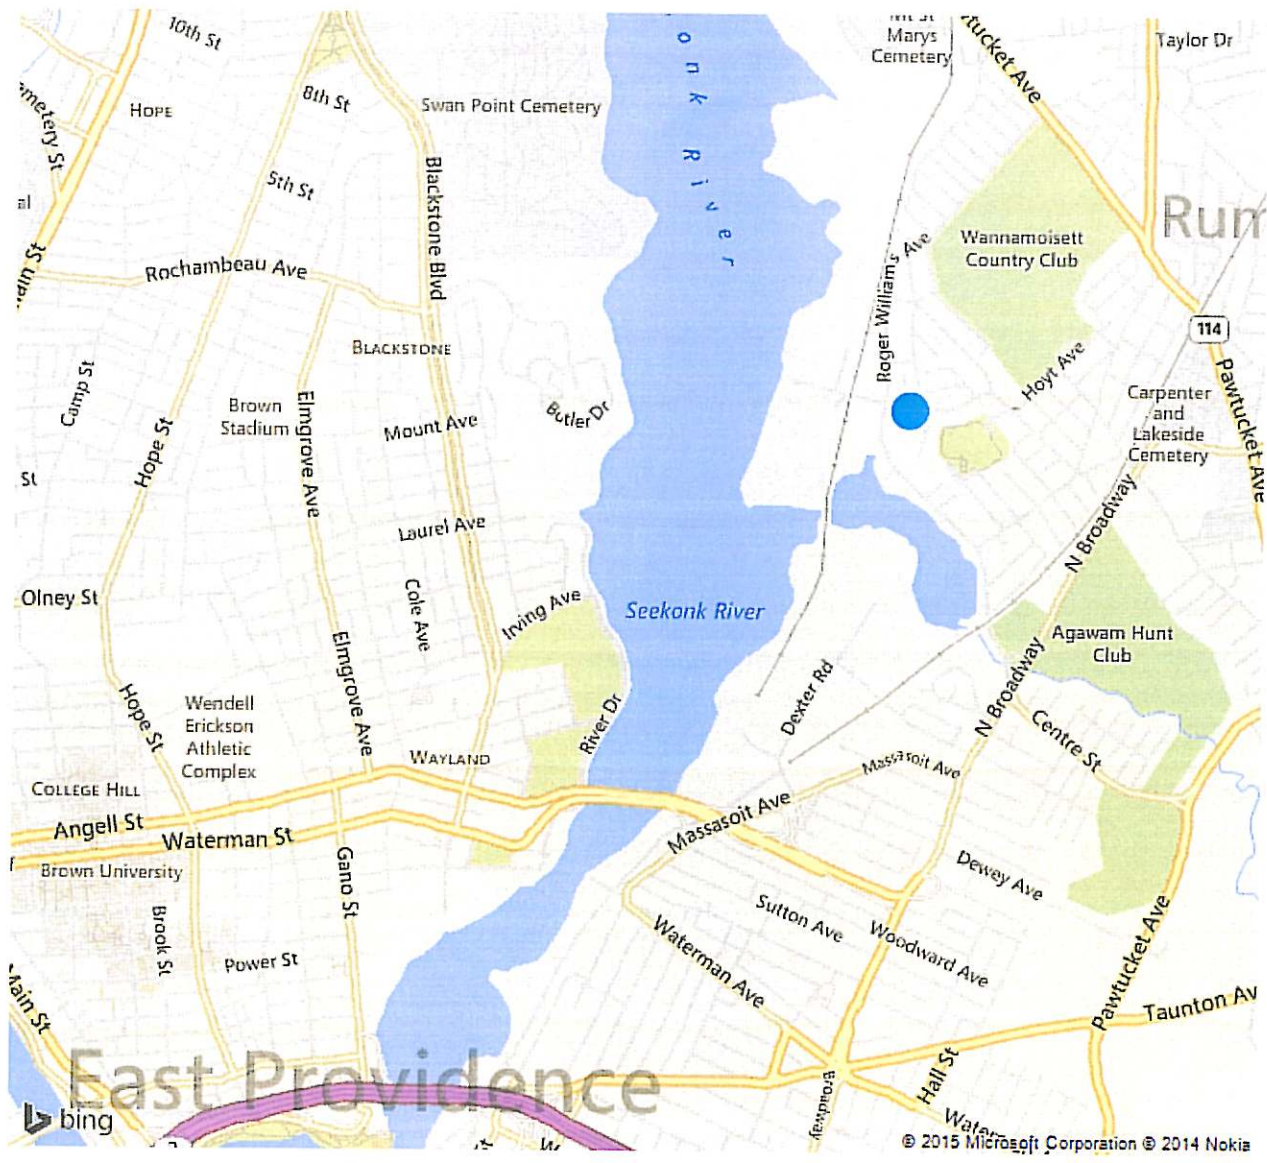 10th St
Mt St
Marys
Cemetery
Taylor Dr
HOPE
8th St
Swan Point Cemetery
5th St
Blackstone Blvd
River
Rochambeau Ave
Roger Williams Ave
Wannamoisett
Country Club
114
BLACKSTONE
Camp St
Brown
Stadium
Elmgrove Ave
Mount Ave
Butler Dr
Hoyt Ave
Carpenter
and
Lakeside
Cemetery
Pawtucket Ave
Hope St
St
Laurel Ave
N Broadway
Olney St
Cole Ave
Irving Ave
Seekonk River
Agawam Hunt
Club
Elmgrove Ave
Hope St
Wendell
Erickson
Athletic
Complex
River Dr
Dexter Rd
N Broadway
Centre St
WAYLAND
Massasoit Ave
COLLEGE HILL
Angell St
Waterman St
Massasoit Ave
Brown University
Gano St
Dewey Ave
Brook St
Power St
Sutton Ave
Woodward Ave
Waterman Ave
Pawtucket Ave
Taunton Av
Main St
East Providence
Hall St
Broadway
bing
© 2015 Microsoft Corporation © 2014 Nokia